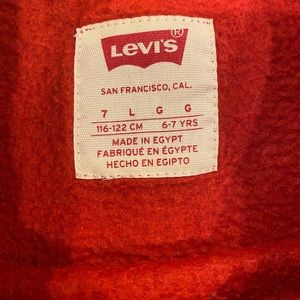 LEVI'S®
SAN FRANCISCO, CAL.
7 L G G
116-122 CM 6-7 YRS
MADE IN EGYPT
FABRIQUÉ EN ÉGYPTE
HECHO EN EGIPTO